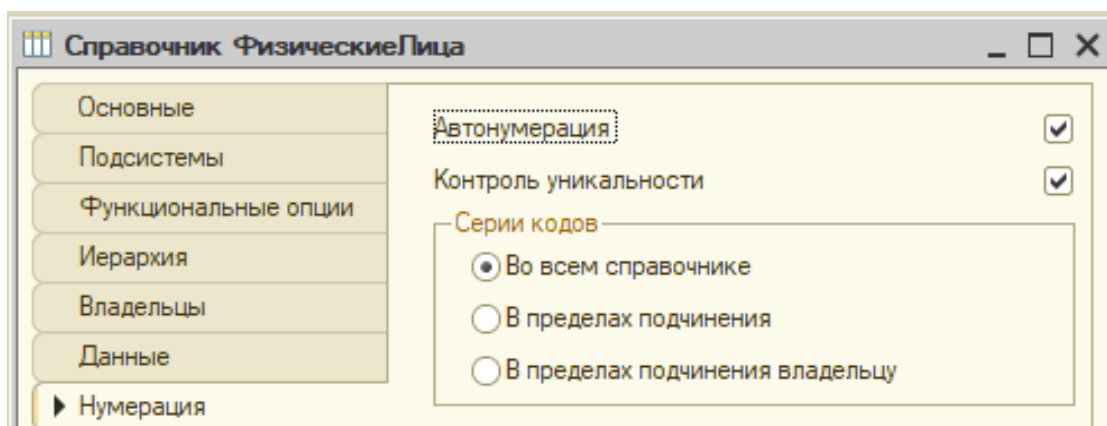 Справочник ФизическиеЛица
Основные
Подсистемы
Функциональные опции
Иерархия
Владельцы
Данные
Нумерация
Автонумерация
Контроль уникальности
Серии кодов
Во всем справочнике
В пределах подчинения
В пределах подчинения владельцу